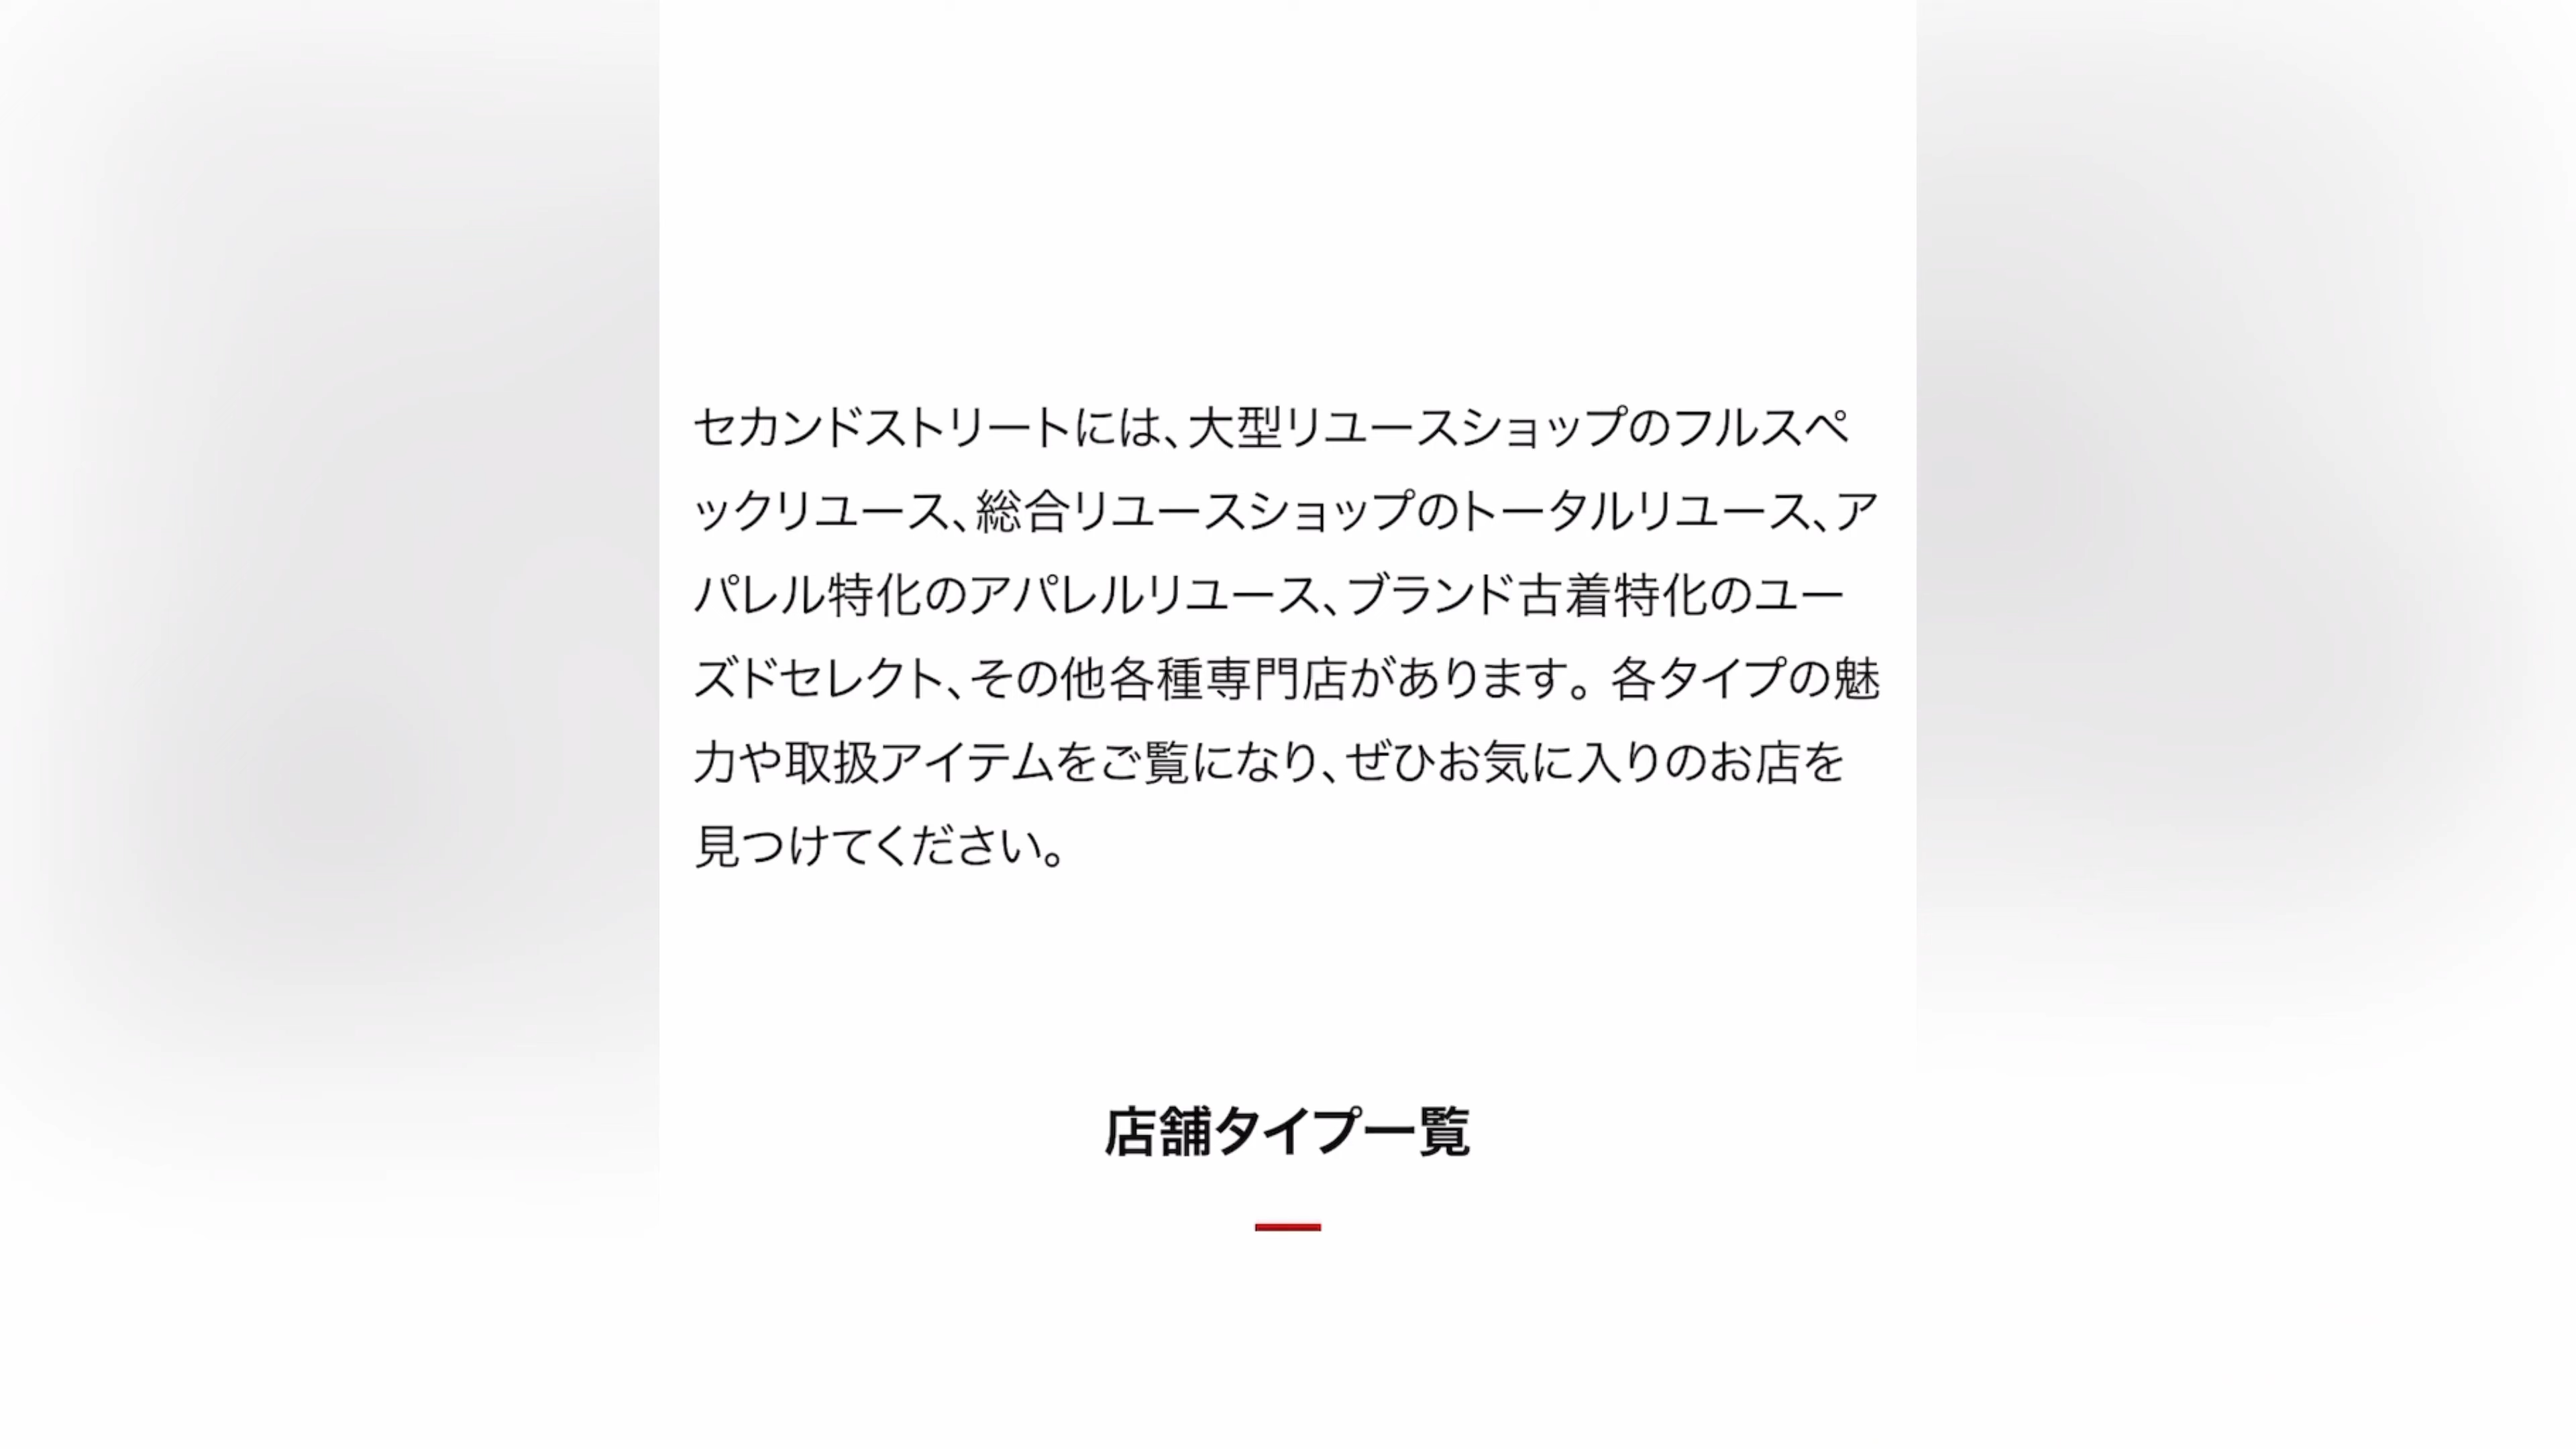 セカンドストリートには、大型リユースショップのフルスペ
ックリユース、総合リユースショップのトータルリユース、ア
パレル特化のアパレルリユース、ブランド古着特化のユー
ズドセレクト、その他各種専門店があります。各タイプの魅
力や取扱アイテムをご覧になり、ぜひお気に入りのお店を
見つけてください。
店舗タイプ一覧